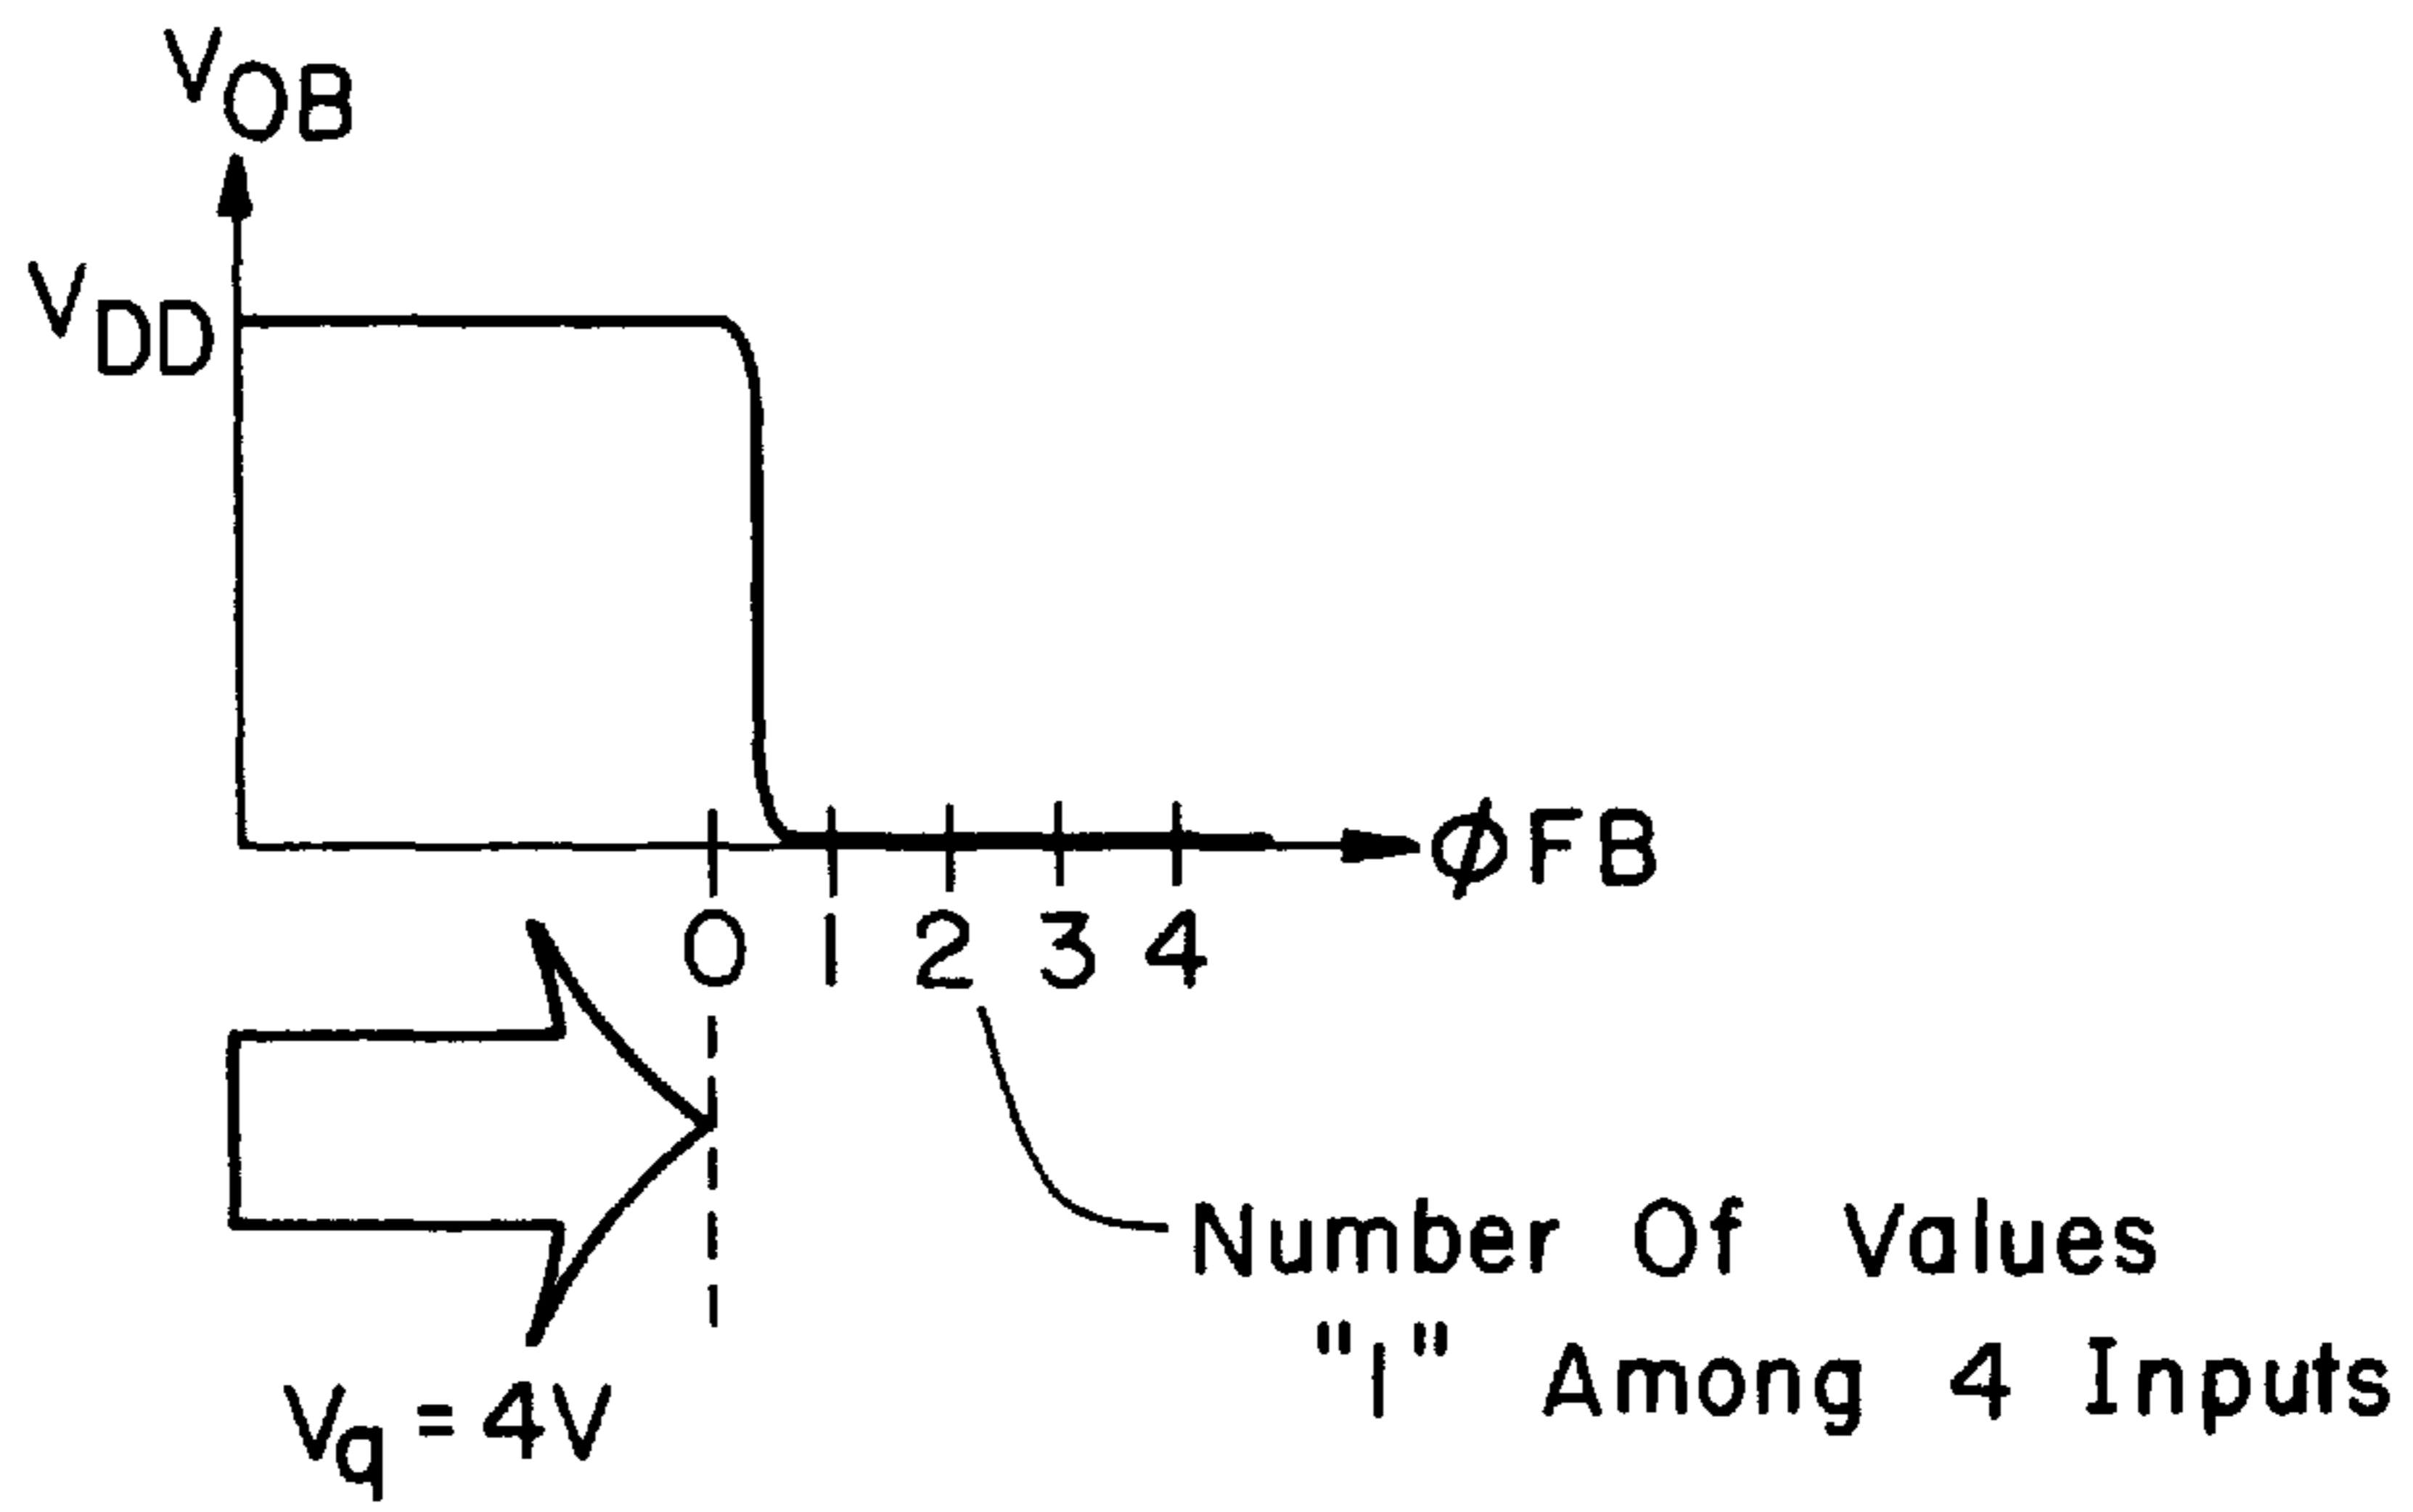 VOB
VDD
ϕFB
0 1 2 3 4
Number Of Values
"1" Among 4 Inputs
Vq = 4V